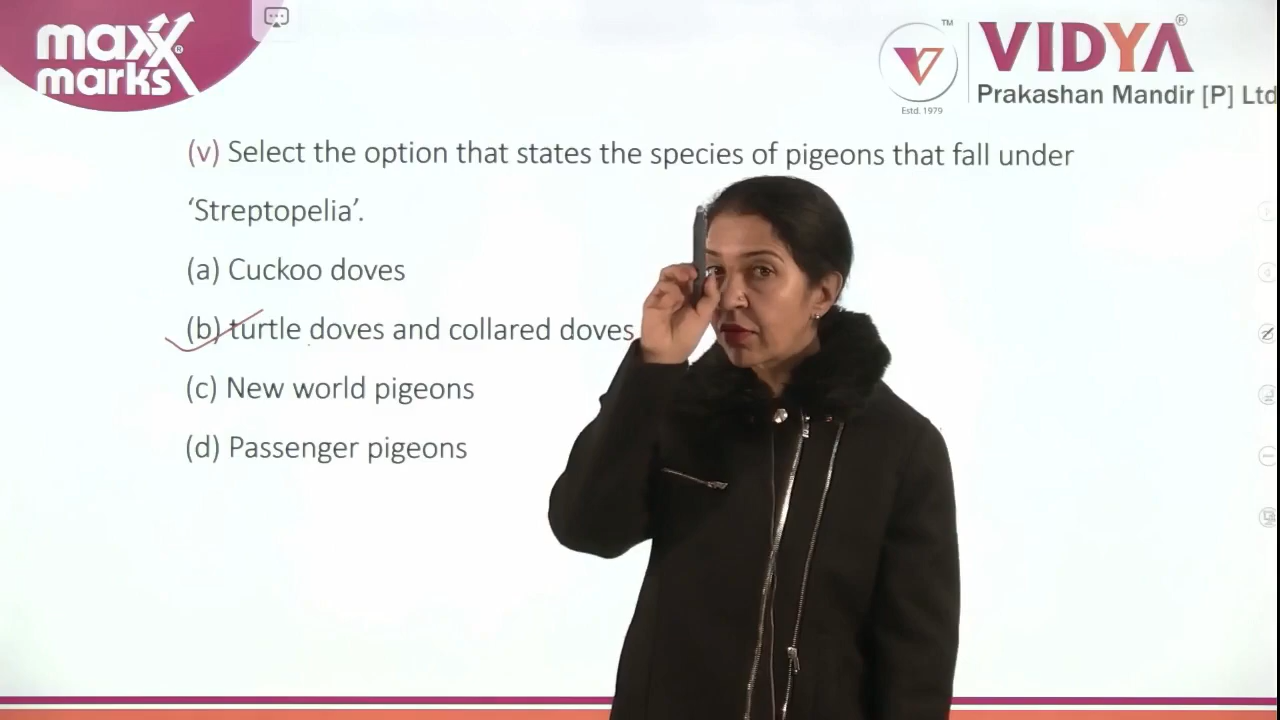 maxx
marks
®
TM
VIDYA®
Prakashan Mandir [P] Ltd
Estd. 1979
(v) Select the option that states the species of pigeons that fall under
‘Streptopelia’.
(a) Cuckoo doves
(b) turtle doves and collared doves
(c) New world pigeons
(d) Passenger pigeons